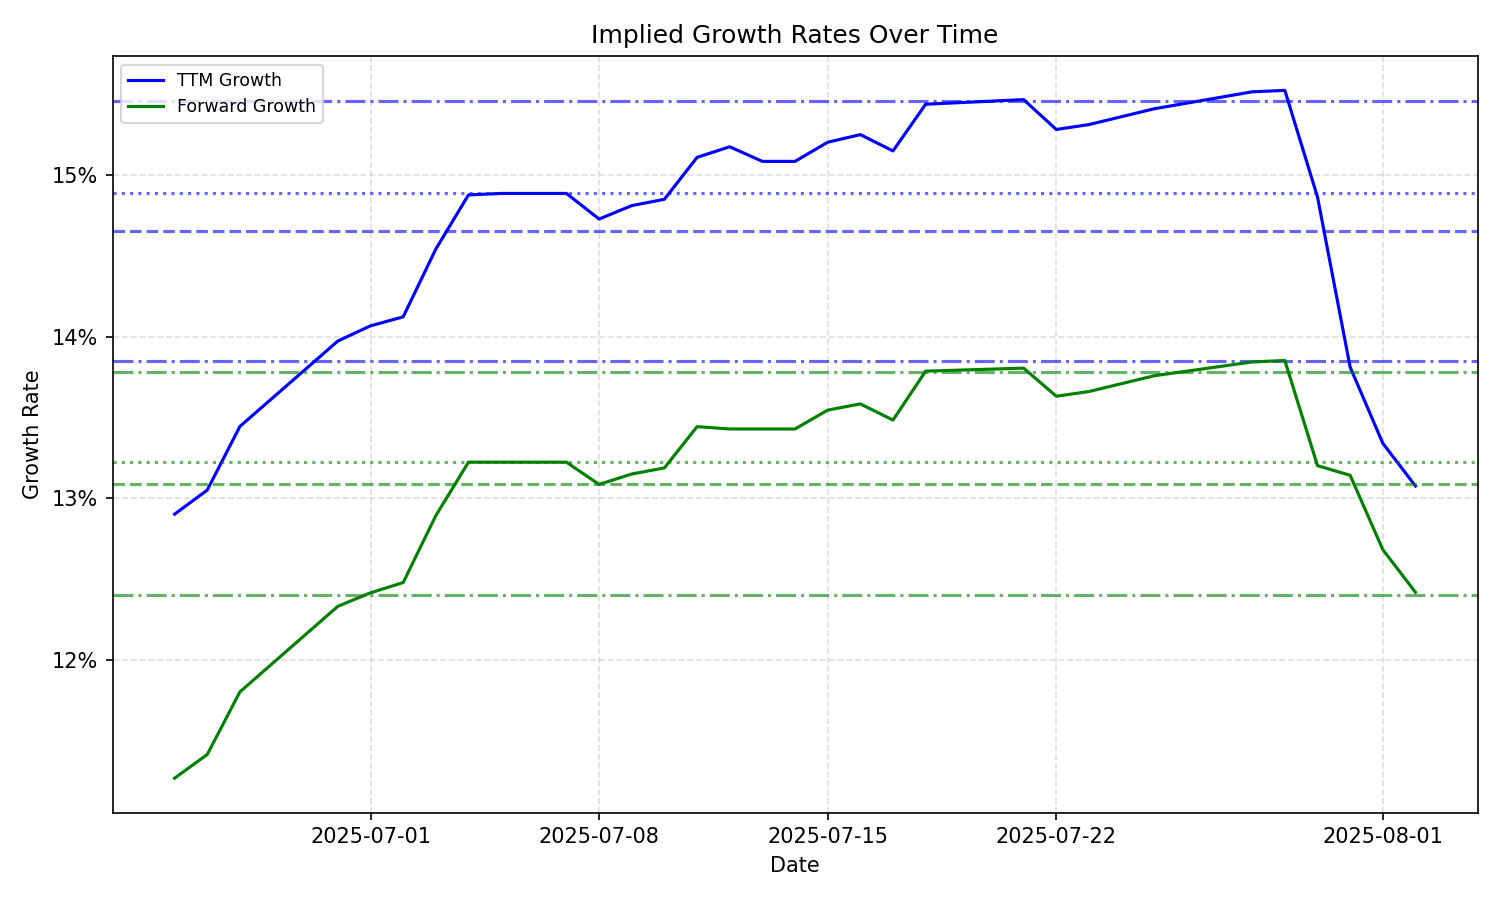 Implied Growth Rates Over Time
TTM Growth
Forward Growth
15%
14%
13%
12%
Growth Rate
2025-07-01
2025-07-08
2025-07-15
2025-07-22
2025-08-01
Date